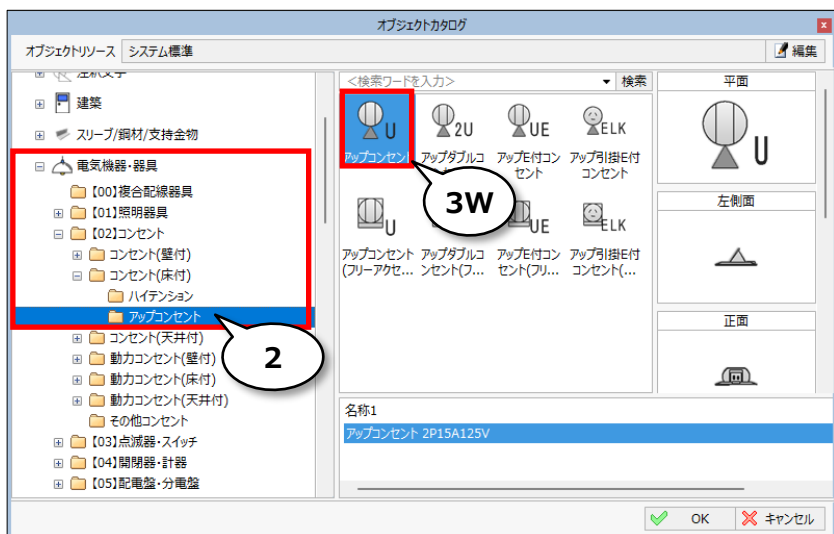 オブジェクトカタログ
オブジェクトリソース システム標準 編集
建築
スリーブ/鋼材/支持金物
電気機器・器具
【00】複合配線器具
【01】照明器具
【02】コンセント
コンセント(壁付)
コンセント(床付)
ハイテンション
アップコンセント
コンセント(天井付)
動力コンセント(壁付)
動力コンセント(床付)
動力コンセント(天井付)
その他コンセント
【03】点滅器・スイッチ
【04】開閉器・計器
【05】配電盤・分電盤
2
<検索ワードを入力> 検索
U 2U UE ELK
アップコンセント アップダブルコ アップE付コン アップ引掛E付
セント コンセント
3W
U UE ELK
アップコンセント アップダブルコ アップE付コン アップ引掛E付
(フリーアクセ... ンセント(フ... セント(フリ... コンセント(...
平面
U
左側面
正面
名称1
アップコンセント 2P15A125V
OK キャンセル